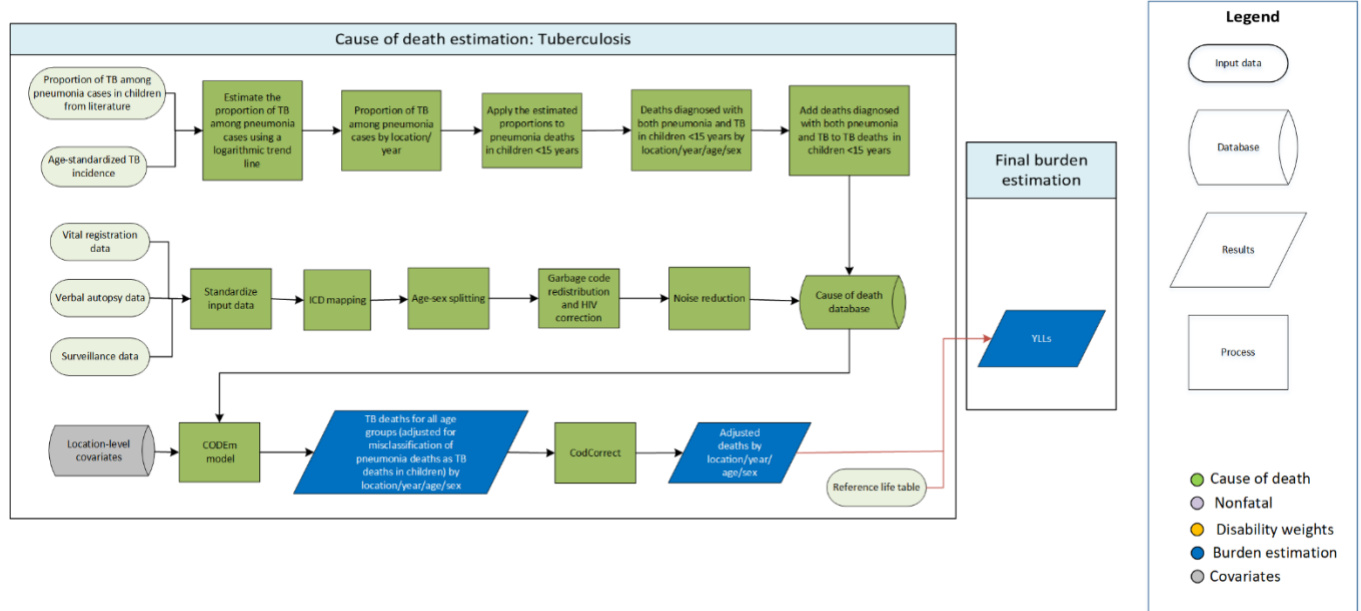 Cause of death estimation: Tuberculosis
Proportion of TB
among
pneumonia cases in children
from literature
Age-standardized TB
incidence
Estimate the
proportion of TB
among pneumonia
cases using a
logarithmic trend
line
Proportion of TB
among pneumonia
cases by location/
year
Apply the estimated
proportions to
pneumonia deaths
in children <15 years
Deaths diagnosed with
both pneumonia and TB
in children <15 years by
location/year/age/sex
Add deaths diagnosed
with both pneumonia
and TB to TB deaths in
children <15 years
Vital registration
data
Verbal autopsy data
Surveillance data
Standardize
input data
ICD mapping
Age-sex splitting
Garbage code
redistribution
and HIV
correction
Noise reduction
Cause of death
database
Location-level
covariates
CODEm
model
TB deaths for all age
groups (adjusted for
misclassification of
pneumonia deaths as TB
deaths in children) by
location/year/age/sex
CodCorrect
Adjusted
deaths by
location/year/
age/sex
Reference life table
Final burden
estimation
YLLs
Legend
Input data
Database
Results
Process
Cause of death
Nonfatal
Disability weights
Burden estimation
Covariates